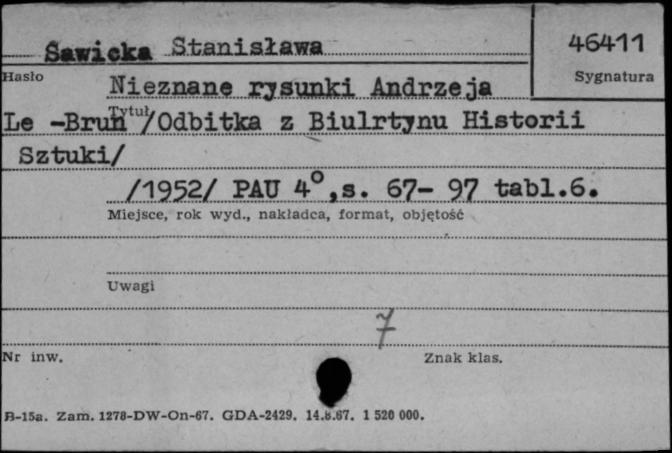 Sawicka Stanisława
46411
Hasło
Sygnatura
Nieznane rysunki Andrzeja
Tytuł
Le -Brun /Odbitka z Biulrtynu Historii
Sztuki/
/1952/ PAU 4°,s. 67- 97 tabl.6.
Miejsce, rok wyd., nakładca, format, objętość
Uwagi
7
Nr inw.
Znak klas.
B-15a. Zam. 1278-DW-On-67. GDA-2429. 14.8.67. 1 520 000.